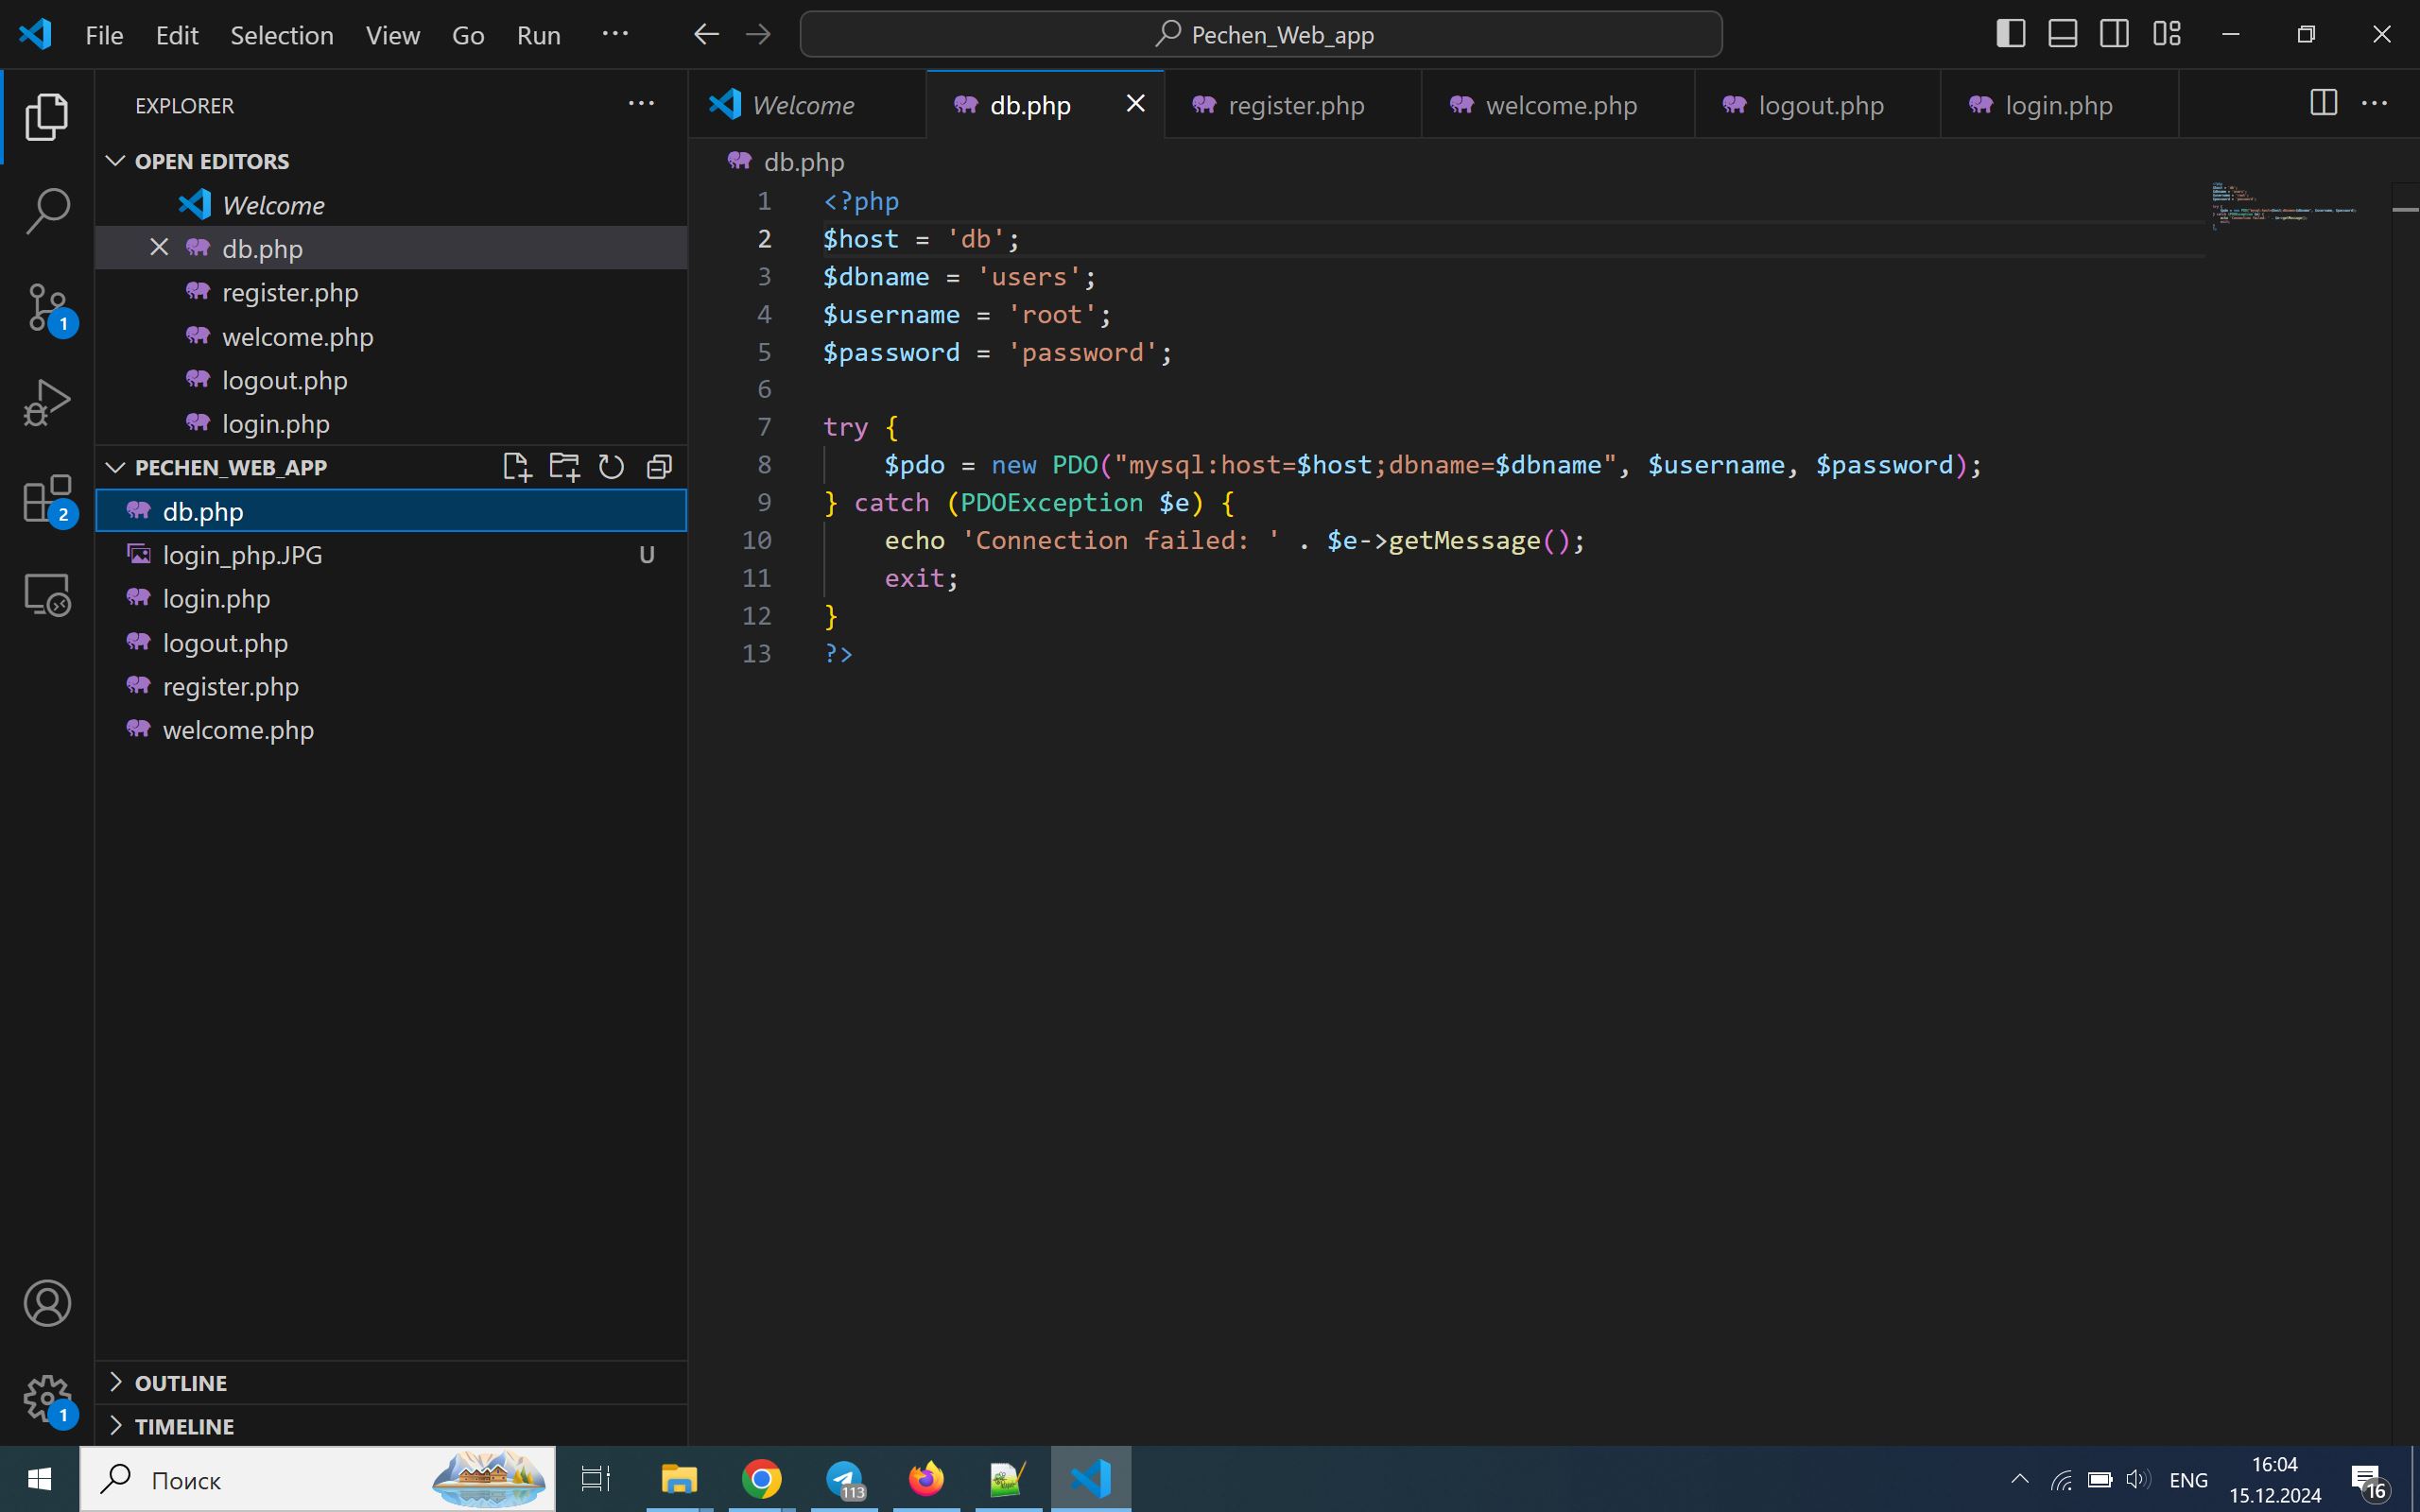 File Edit Selection View Go Run ···
Pechen_Web_app
EXPLORER
OPEN EDITORS
Welcome
db.php
register.php
welcome.php
logout.php
login.php
PECHEN_WEB_APP
db.php
login_php.JPG U
login.php
logout.php
register.php
welcome.php
OUTLINE
TIMELINE
1
2
1
Welcome db.php register.php welcome.php logout.php login.php
db.php
1 <?php
2 $host = 'db';
3 $dbname = 'users';
4 $username = 'root';
5 $password = 'password';
6
7 try {
8 $pdo = new PDO("mysql:host=$host;dbname=$dbname", $username, $password);
9 } catch (PDOException $e) {
10 echo 'Connection failed: ' . $e->getMessage();
11 exit;
12 }
13 ?>
Поиск
113
ENG
16:04
15.12.2024
16